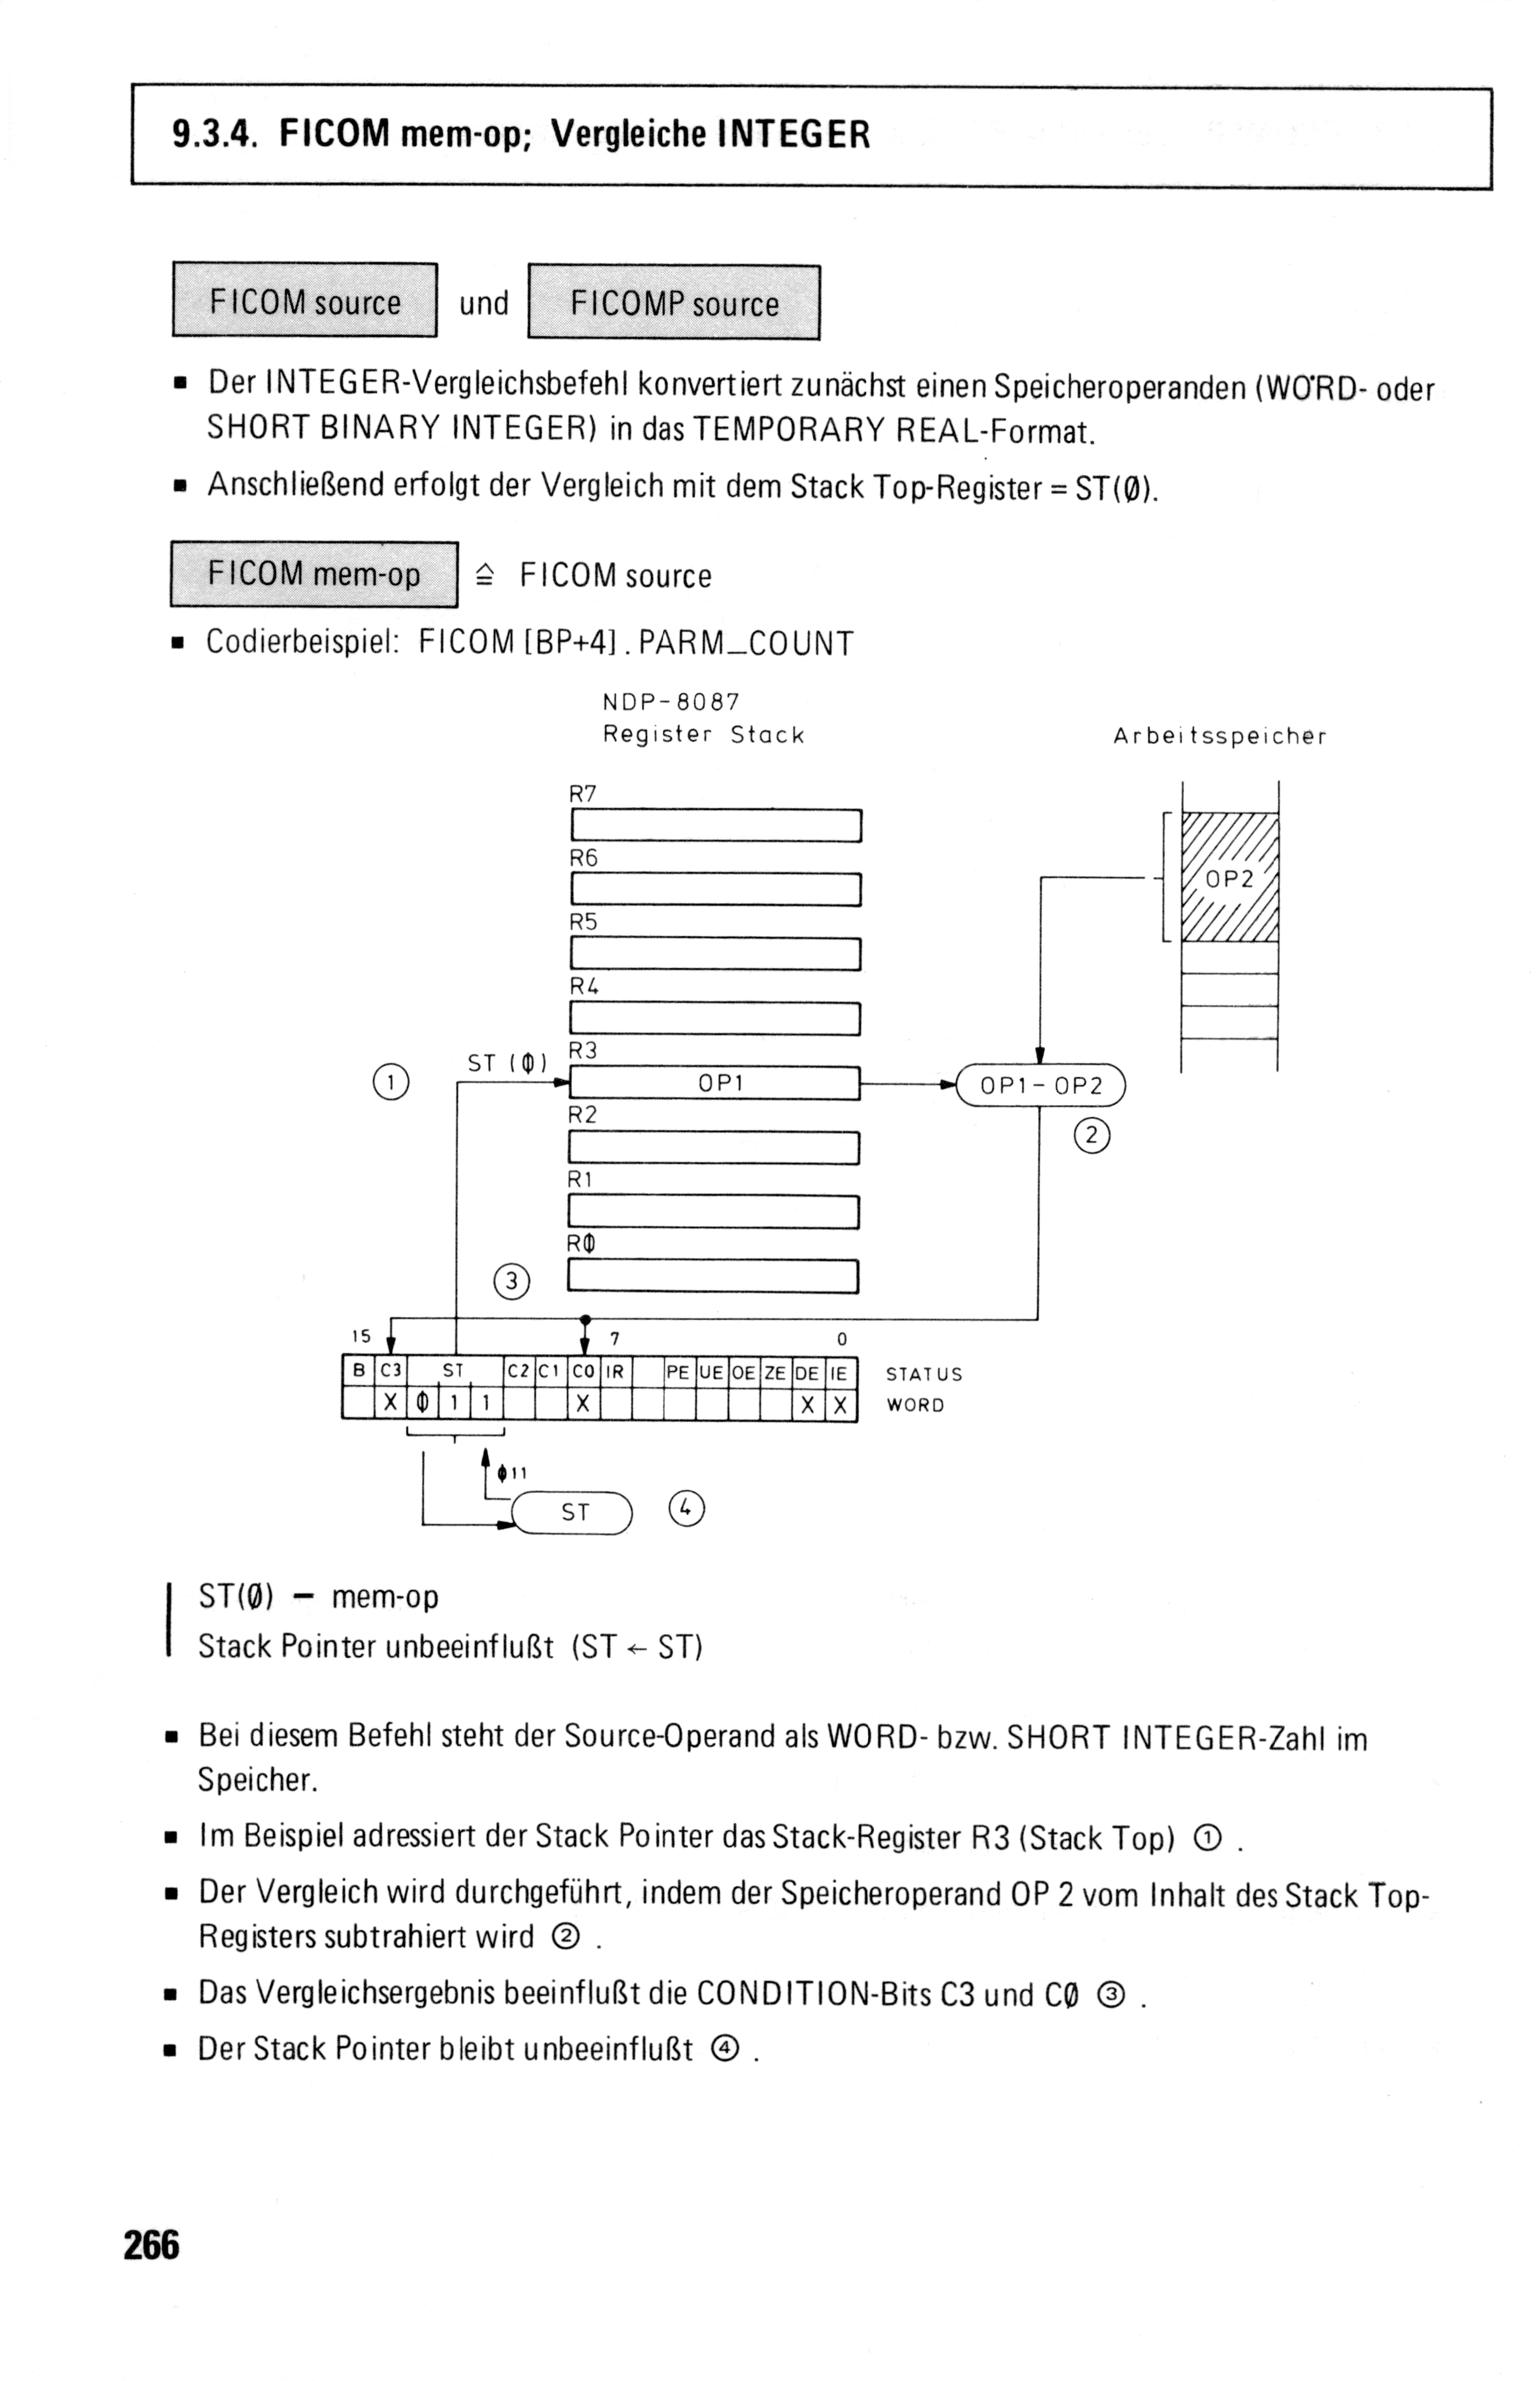 9.3.4. FICOM mem-op; Vergleiche INTEGER
FICOM source und FICOMP source
▪ Der INTEGER-Vergleichsbefehl konvertiert zunächst einen Speicheroperanden (WORD- oder
SHORT BINARY INTEGER) in das TEMPORARY REAL-Format.
▪ Anschließend erfolgt der Vergleich mit dem Stack Top-Register = ST(Ø).
FICOM mem-op ≙ FICOM source
▪ Codierbeispiel: FICOM [BP+4] . PARM_COUNT
NDP-8087
Register Stack
Arbeitsspeicher
R7
R6
OP2
R5
R4
R3
ST (Ø)
① OP1 OP1 - OP2
R2
②
R1
RØ
③
15 7 0
B C3 ST C2 C1 C0 IR PE UE OE ZE DE IE STATUS
X Ø 1 1 X X X WORD
Ø11
ST ④
ST(Ø) − mem-op
Stack Pointer unbeeinflußt (ST ← ST)
▪ Bei diesem Befehl steht der Source-Operand als WORD- bzw. SHORT INTEGER-Zahl im
Speicher.
▪ Im Beispiel adressiert der Stack Pointer das Stack-Register R3 (Stack Top) ① .
▪ Der Vergleich wird durchgeführt, indem der Speicheroperand OP 2 vom Inhalt des Stack Top-
Registers subtrahiert wird ② .
▪ Das Vergleichsergebnis beeinflußt die CONDITION-Bits C3 und CØ ③ .
▪ Der Stack Pointer bleibt unbeeinflußt ④ .
266